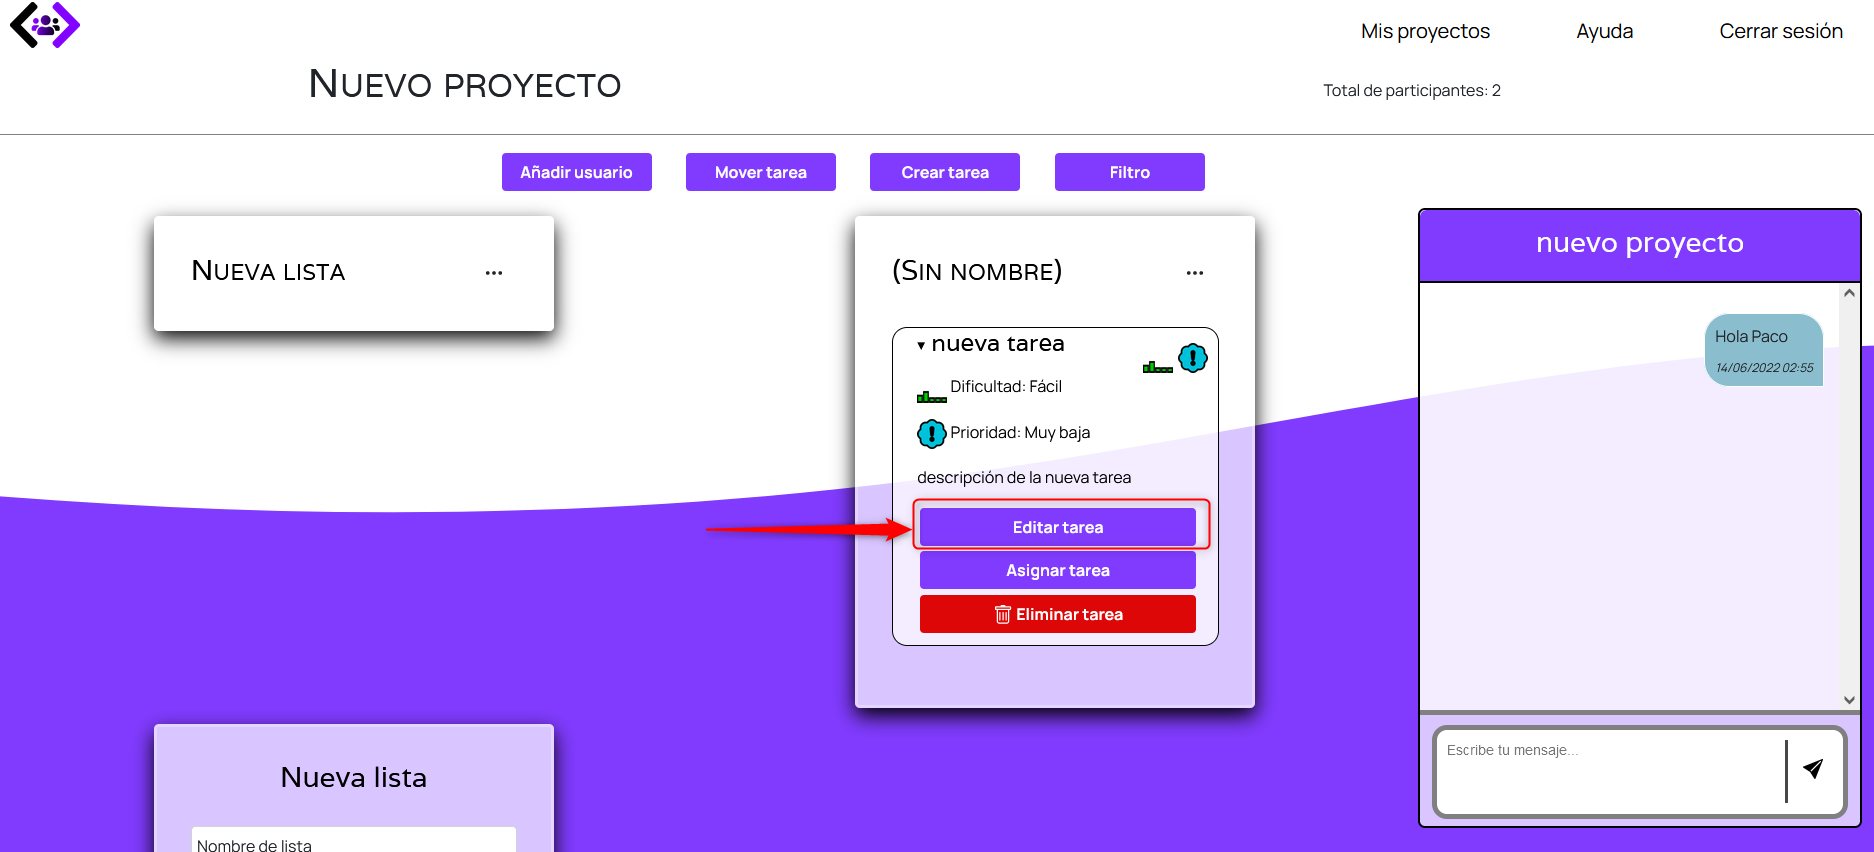 Mis proyectos
Ayuda
Cerrar sesión
Nuevo proyecto
Total de participantes: 2
Añadir usuario
Mover tarea
Crear tarea
Filtro
Nueva lista
...
(Sin nombre)
...
nueva tarea
Dificultad: Fácil
Prioridad: Muy baja
descripción de la nueva tarea
Editar tarea
Asignar tarea
Eliminar tarea
Nueva lista
Nombre de lista
nuevo proyecto
Hola Paco
14/06/2022 02:55
Escribe tu mensaje...